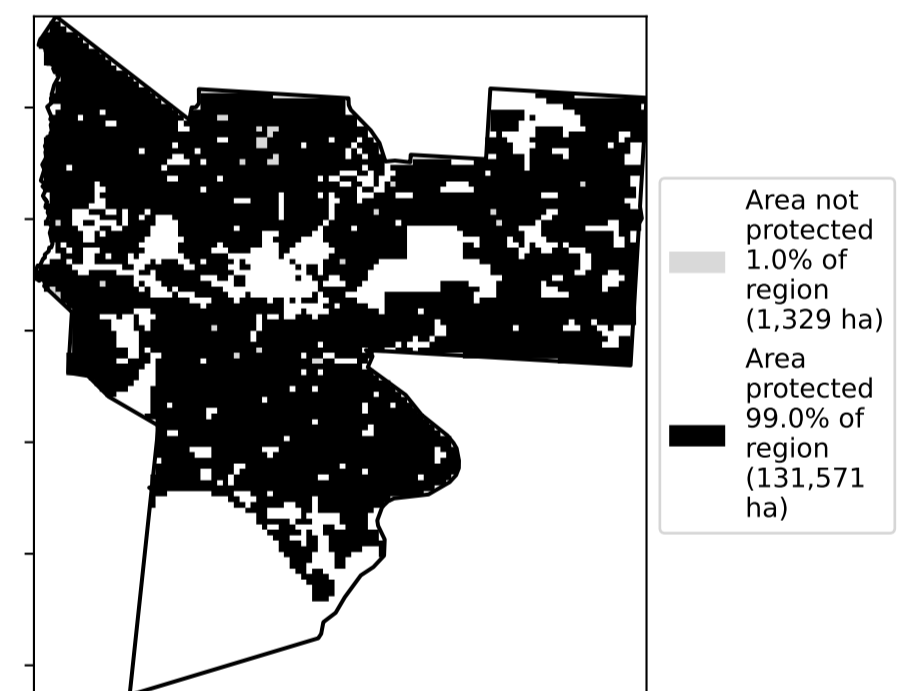 Area not
protected
1.0% of
region
(1,329 ha)
Area
protected
99.0% of
region
(131,571
ha)